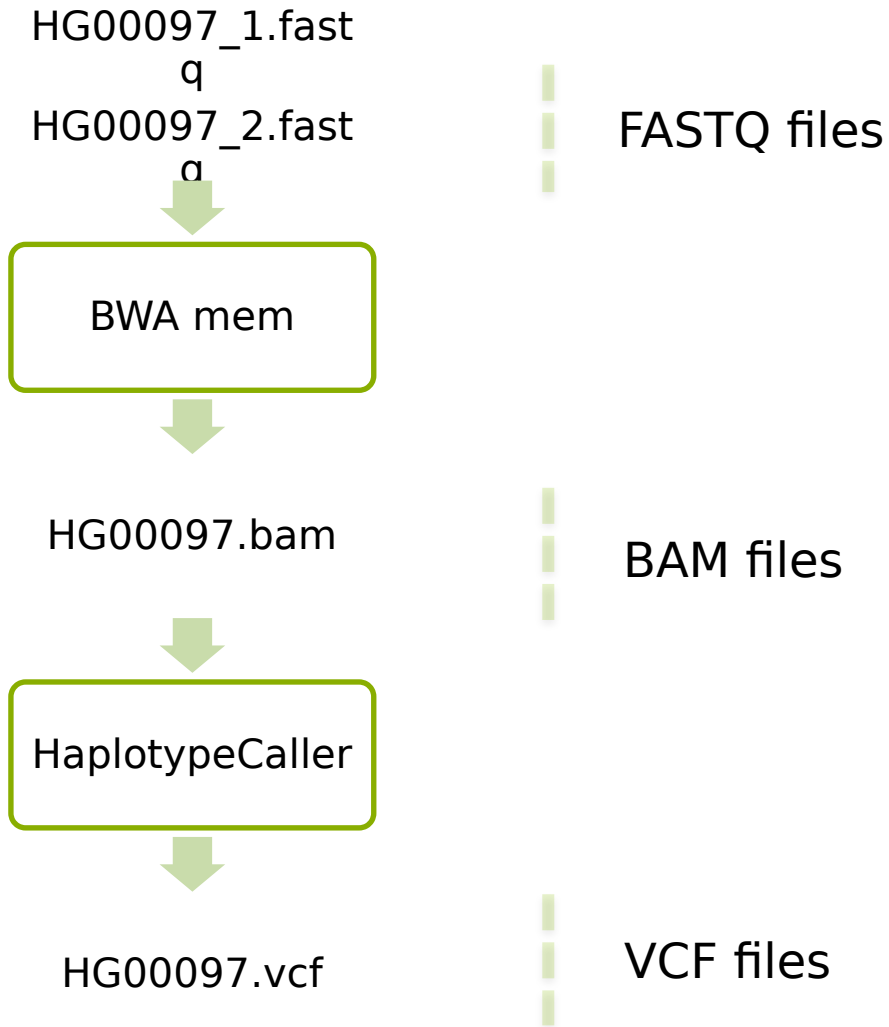 HG00097_1.fast
q
HG00097_2.fast
q
FASTQ files
BWA mem
HG00097.bam
BAM files
HaplotypeCaller
HG00097.vcf
VCF files